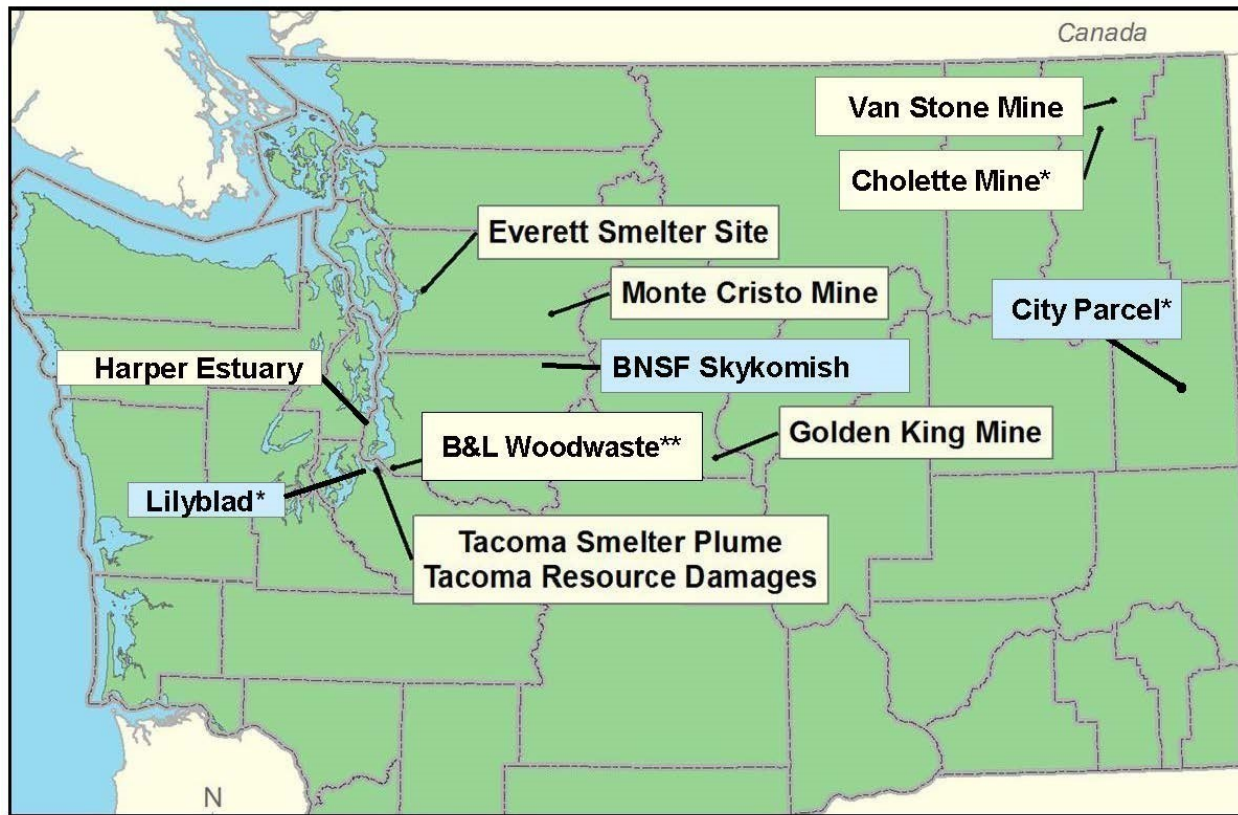 Canada
Van Stone Mine
Cholette Mine*
Everett Smelter Site
Monte Cristo Mine
City Parcel*
BNSF Skykomish
Harper Estuary
Golden King Mine
B&L Woodwaste**
Lilyblad*
Tacoma Smelter Plume
Tacoma Resource Damages
N